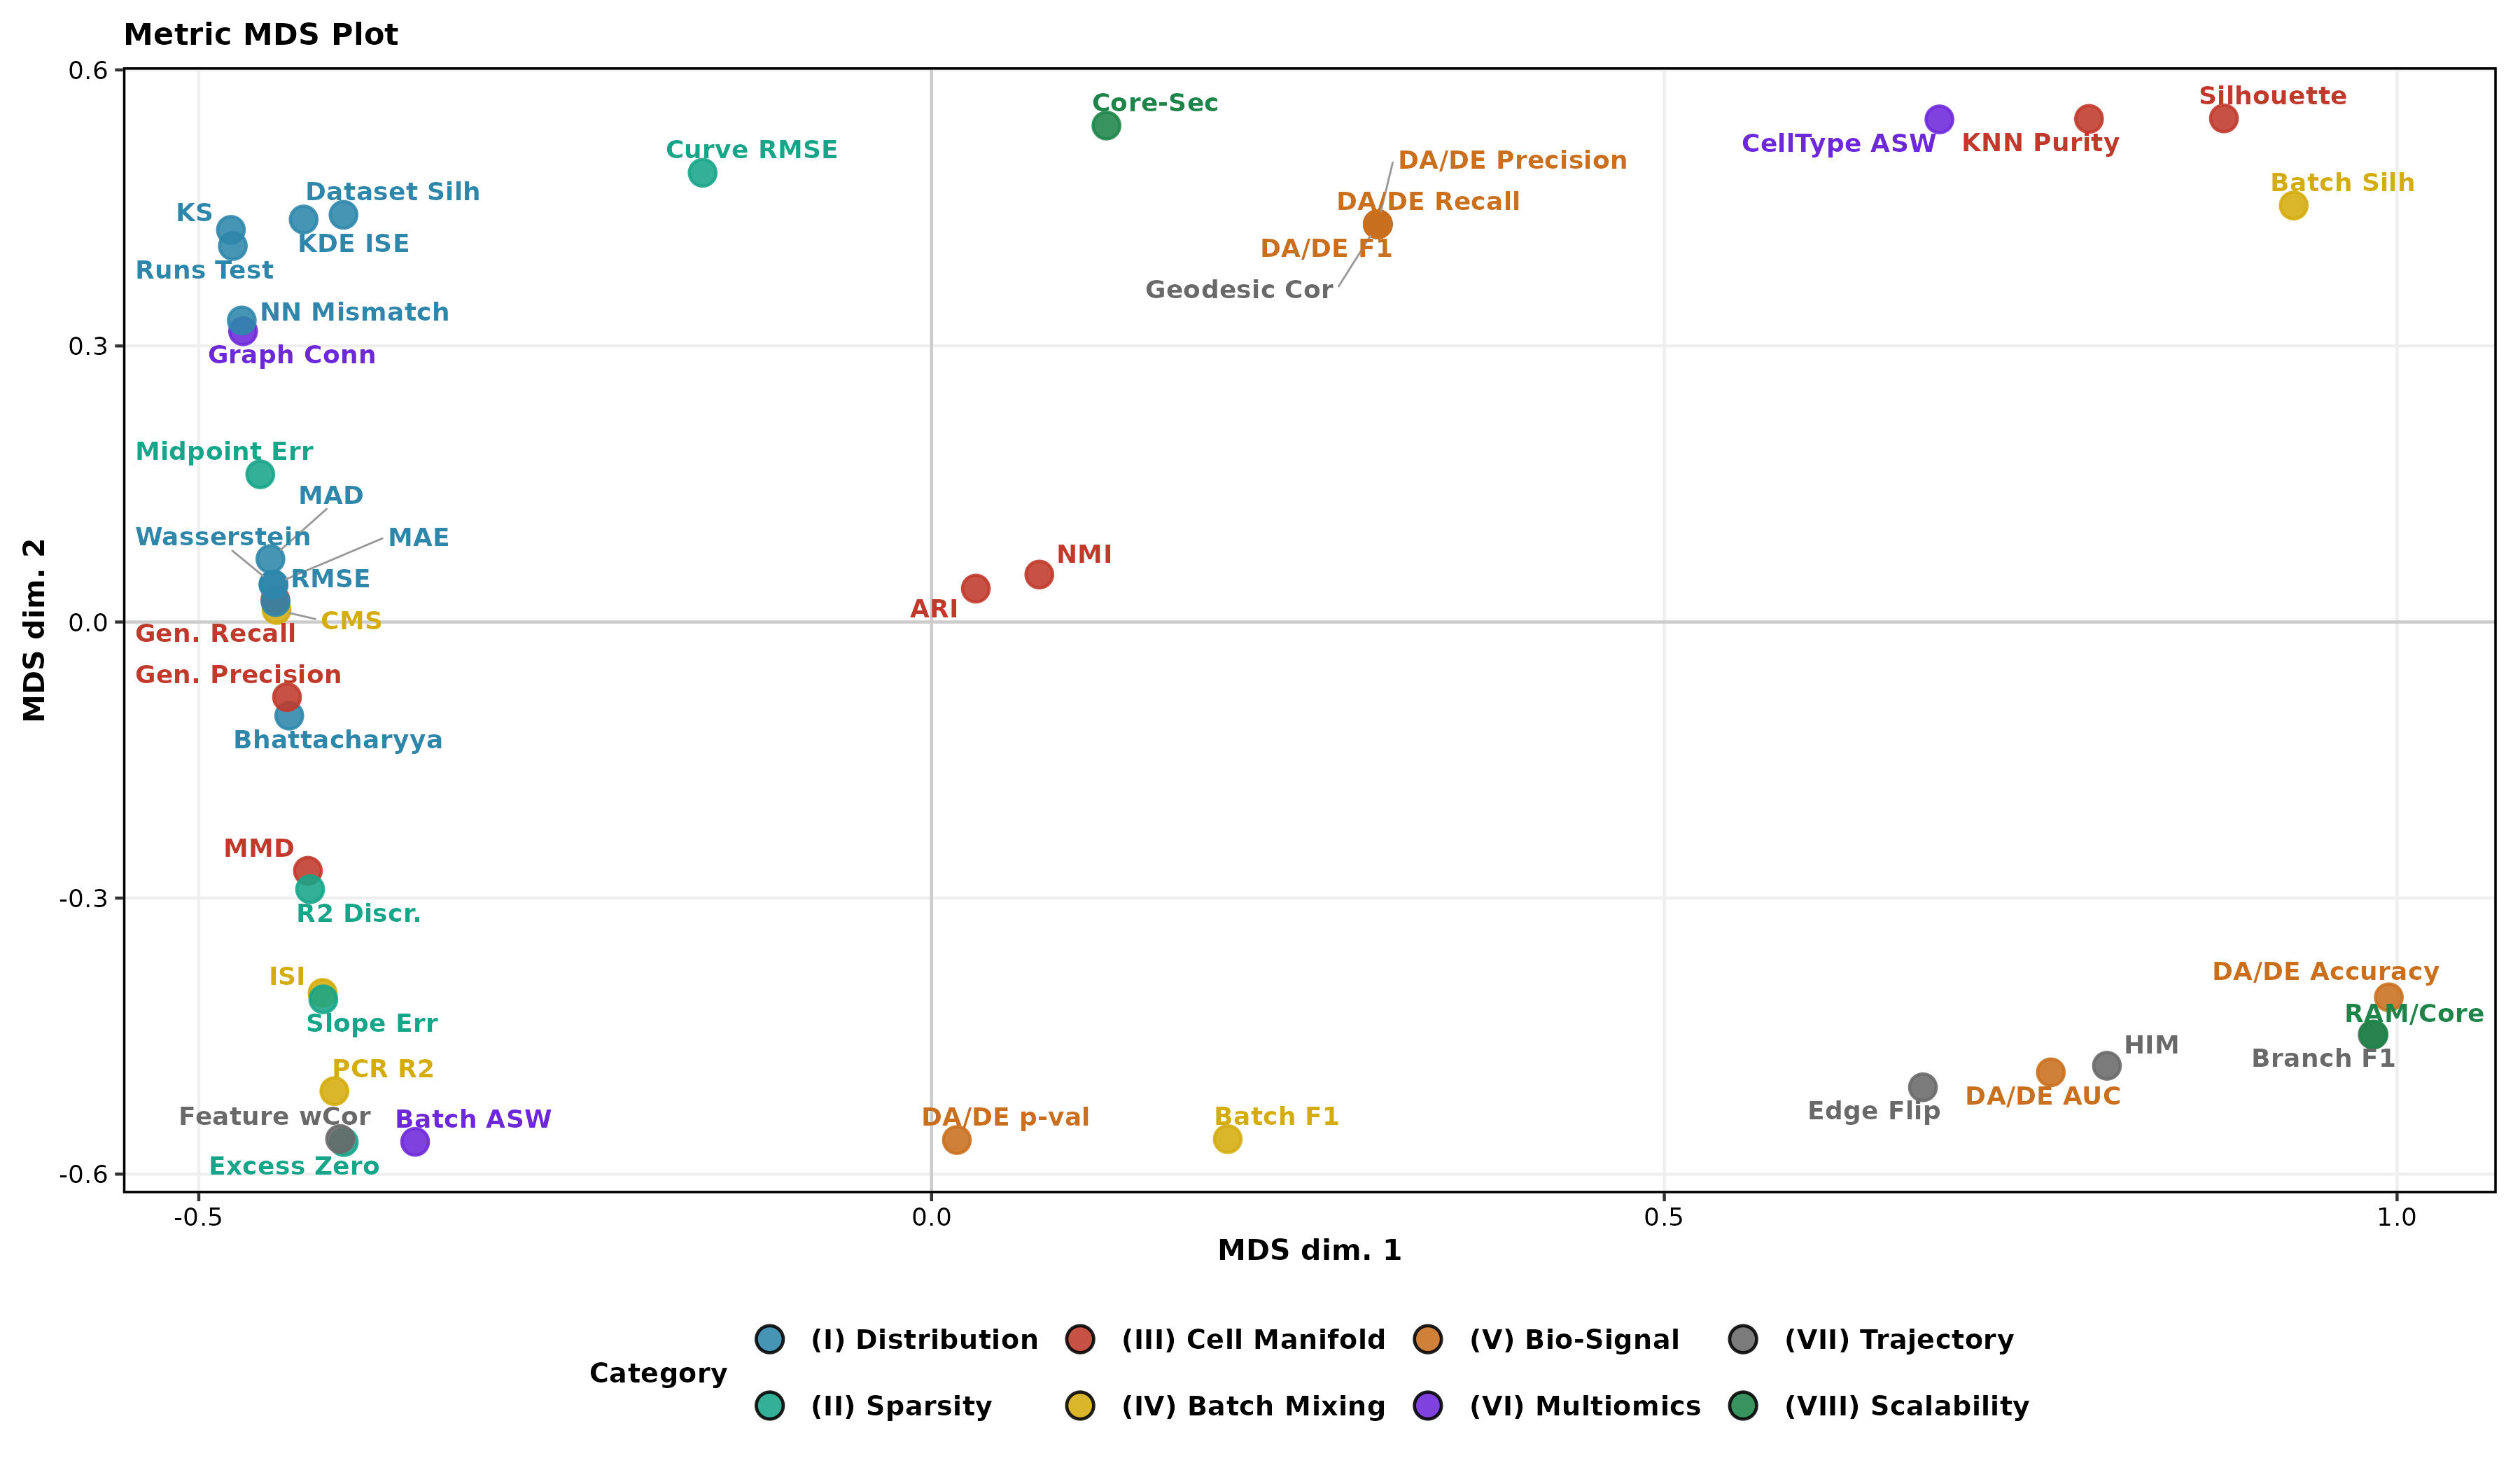 Metric MDS Plot
0.6
0.3
0.0
-0.3
-0.6
MDS dim. 2
Core-Sec
Silhouette
CellType ASW
KNN Purity
Curve RMSE
DA/DE Precision
Batch Silh
Dataset Silh
DA/DE Recall
KS
KDE ISE
DA/DE F1
Runs Test
Geodesic Cor
NN Mismatch
Graph Conn
Midpoint Err
MAD
Wasserstein
MAE
RMSE
NMI
ARI
CMS
Gen. Recall
Gen. Precision
Bhattacharyya
MMD
R2 Discr.
ISI
DA/DE Accuracy
Slope Err
RAM/Core
HIM
Branch F1
PCR R2
DA/DE AUC
Edge Flip
Feature wCor
Batch ASW
DA/DE p-val
Batch F1
Excess Zero
-0.5
0.0
0.5
1.0
MDS dim. 1
Category
(I) Distribution
(III) Cell Manifold
(V) Bio-Signal
(VII) Trajectory
(II) Sparsity
(IV) Batch Mixing
(VI) Multiomics
(VIII) Scalability